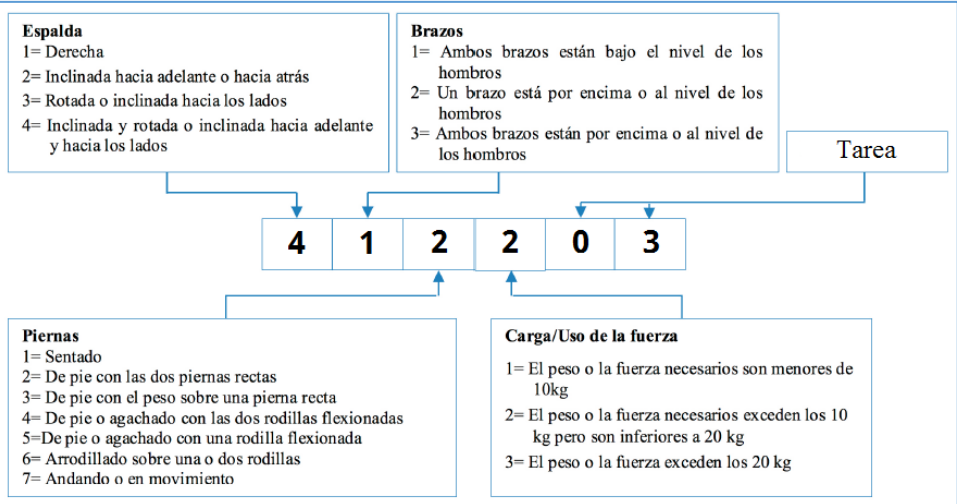 Espalda
1= Derecha
2= Inclinada hacia adelante o hacia atrás
3= Rotada o inclinada hacia los lados
4= Inclinada y rotada o inclinada hacia adelante
y hacia los lados
Brazos
1= Ambos brazos están bajo el nivel de los
hombros
2= Un brazo está por encima o al nivel de los
hombros
3= Ambos brazos están por encima o al nivel de
los hombros
Tarea
4 1 2 2 0 3
Piernas
1= Sentado
2= De pie con las dos piernas rectas
3= De pie con el peso sobre una pierna recta
4= De pie o agachado con las dos rodillas flexionadas
5=De pie o agachado con una rodilla flexionada
6= Arrodillado sobre una o dos rodillas
7= Andando o en movimiento
Carga/Uso de la fuerza
1= El peso o la fuerza necesarios son menores de
10kg
2= El peso o la fuerza necesarios exceden los 10
kg pero son inferiores a 20 kg
3= El peso o la fuerza exceden los 20 kg